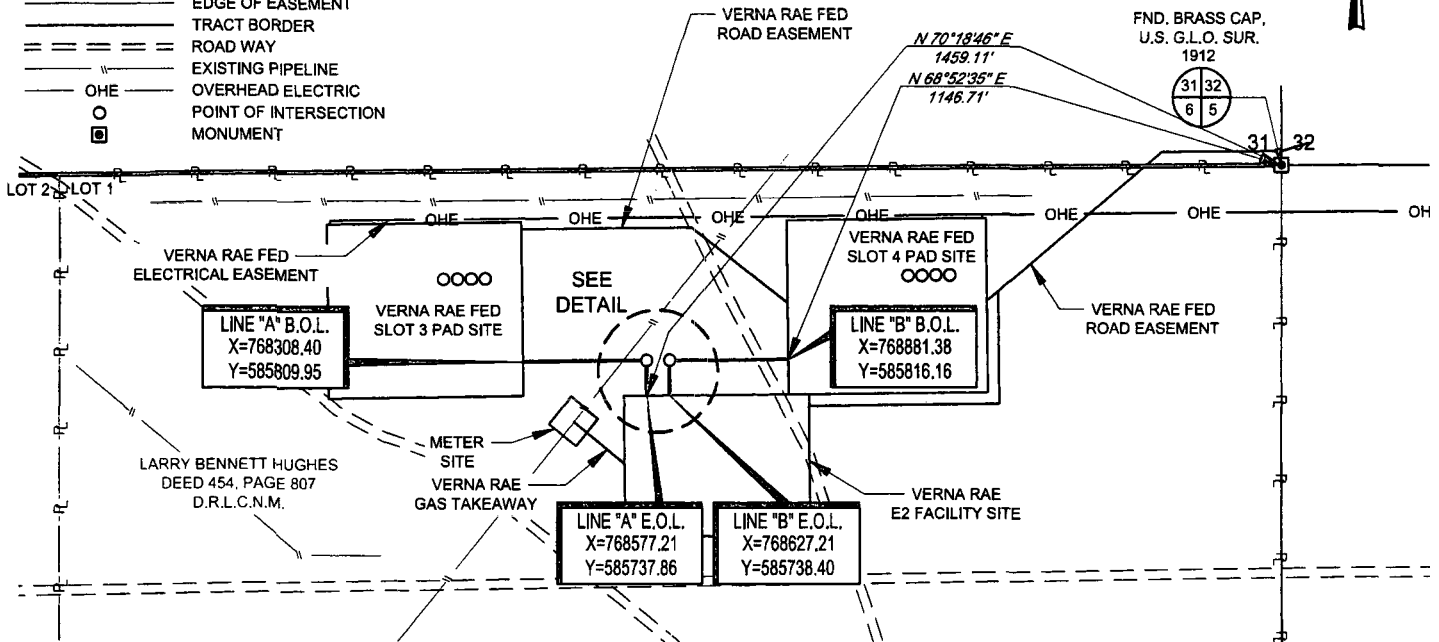 EDGE OF EASEMENT
TRACT BORDER
ROAD WAY
EXISTING PIPELINE
OHE OVERHEAD ELECTRIC
POINT OF INTERSECTION
MONUMENT
VERNA RAE FED
ROAD EASEMENT
N 70°18'46" E
1459.11'
N 68°52'35" E
1146.71'
FND. BRASS CAP,
U.S. G.L.O. SUR.
1912
31 32
6 5
31 32
LOT 2 LOT 1
OHE OHE OHE OHE OHE OHE OH
VERNA RAE FED
ELECTRICAL EASEMENT
VERNA RAE FED
SLOT 3 PAD SITE
SEE
DETAIL
VERNA RAE FED
SLOT 4 PAD SITE
VERNA RAE FED
ROAD EASEMENT
LINE "A" B.O.L.
X=768308.40
Y=585809.95
LINE "B" B.O.L.
X=768881.38
Y=585816.16
METER
SITE
LARRY BENNETT HUGHES
DEED 454, PAGE 807
D.R.L.C.N.M.
VERNA RAE
GAS TAKEAWAY
VERNA RAE
E2 FACILITY SITE
LINE "A" E.O.L.
X=768577.21
Y=585737.86
LINE "B" E.O.L.
X=768627.21
Y=585738.40